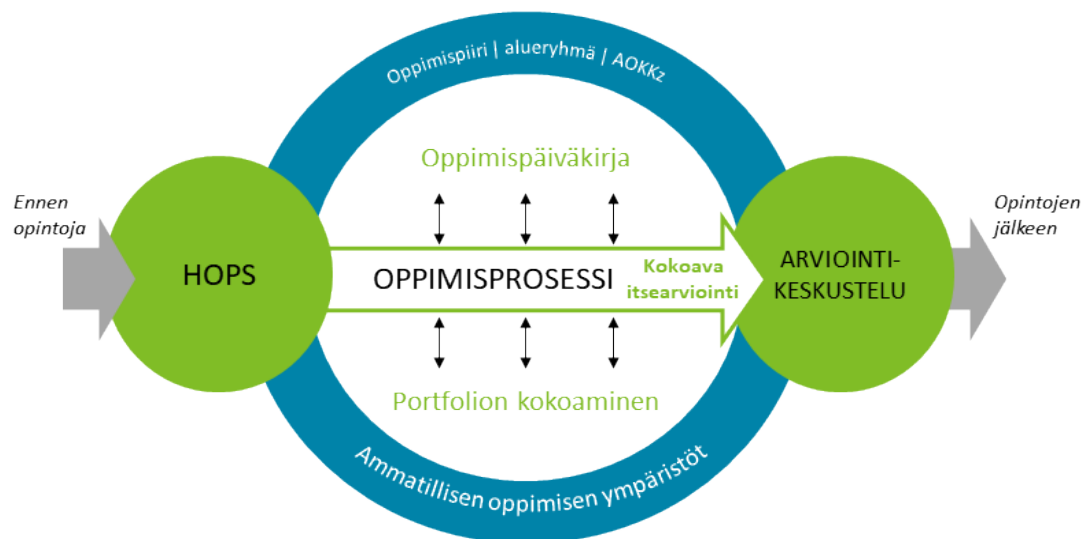 Oppimispiiri | alueryhmä | AOKKz
Oppimispäiväkirja
Ennen
opintoja
HOPS
OPPIMISPROSESSI
Kokoava
itsearviointi
ARVIOINTI-
KESKUSTELU
Opintojen
jälkeen
Portfolion kokoaminen
Ammatillisen oppimisen ympäristöt